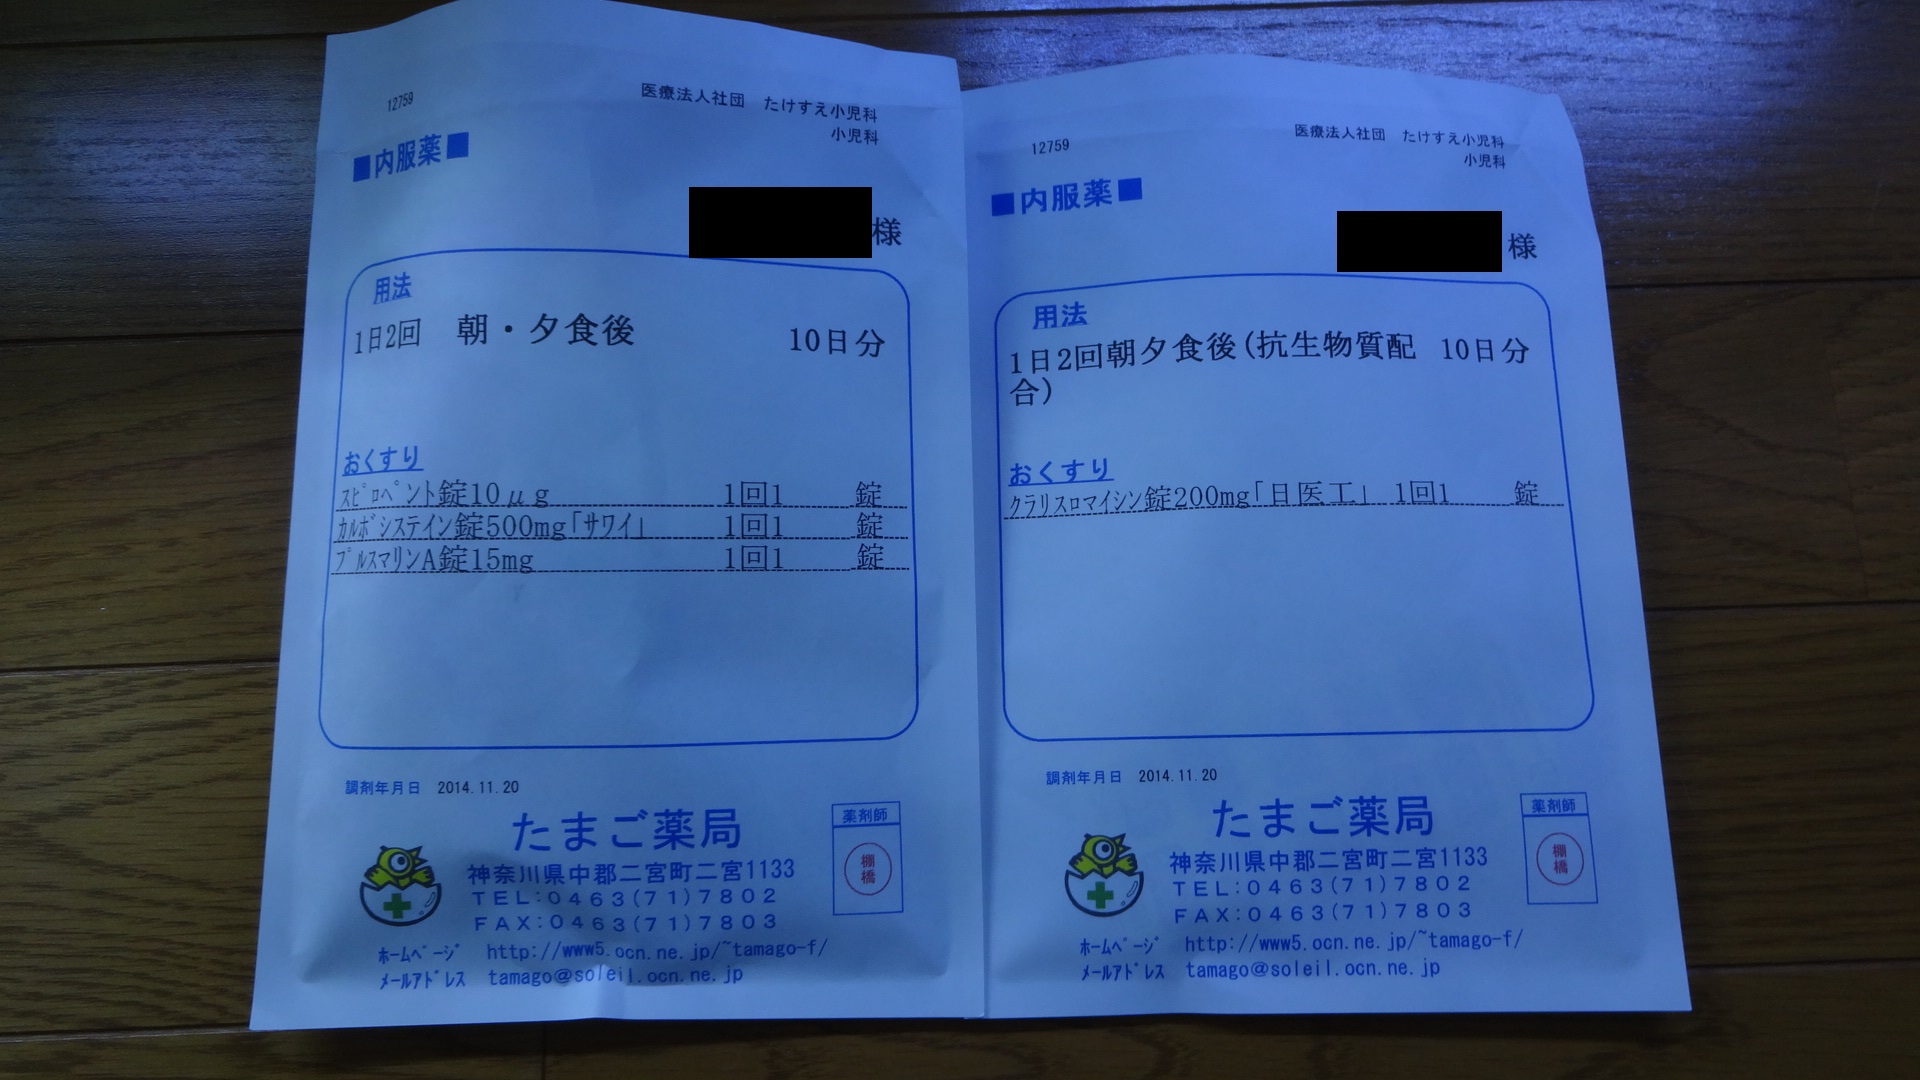 12759
医療法人社団 たけすえ小児科
小児科
■内服薬■
様
用法
1日2回 朝・夕食後 10日分
おくすり
スピロペント錠10μg 1回1 錠
カルボシステイン錠500mg「サワイ」 1回1 錠
プルスマリンA錠15mg 1回1 錠
調剤年月日 2014.11.20
たまご薬局
神奈川県中郡二宮町二宮1133
TEL:0463(71)7802
FAX:0463(71)7803
ホームページ http://www5.ocn.ne.jp/~tamago-f/
メールアドレス tamago@soleil.ocn.ne.jp
薬剤師
棚橋
12759
医療法人社団 たけすえ小児科
小児科
■内服薬■
様
用法
1日2回朝夕食後(抗生物質配 10日分
合)
おくすり
クラリスロマイシン錠200mg「日医工」 1回1 錠
調剤年月日 2014.11.20
たまご薬局
神奈川県中郡二宮町二宮1133
TEL:0463(71)7802
FAX:0463(71)7803
ホームページ http://www5.ocn.ne.jp/~tamago-f/
メールアドレス tamago@soleil.ocn.ne.jp
薬剤師
棚橋